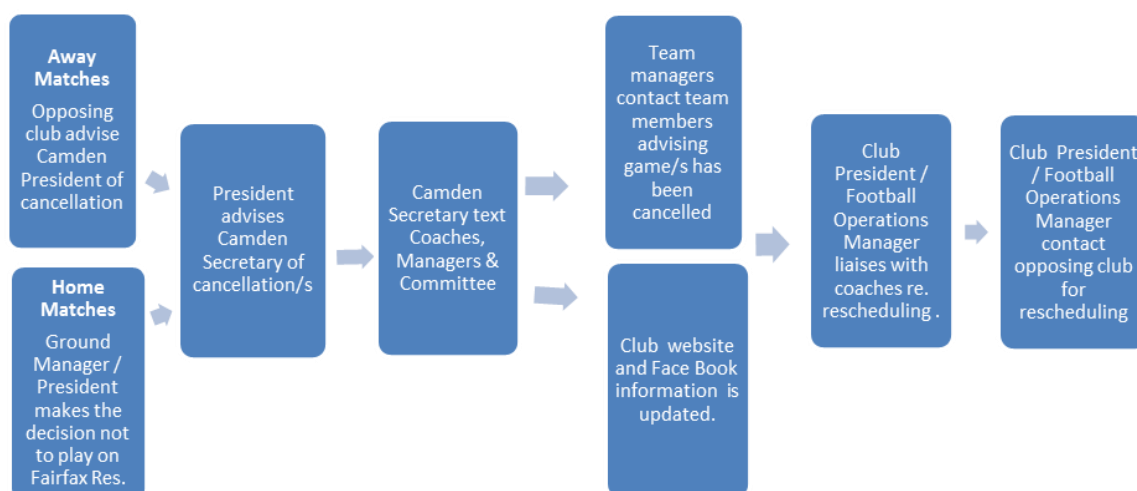 Away
Matches
Opposing
club advise
Camden
President of
cancellation
Home
Matches
Ground
Manager /
President
makes the
decision not
to play on
Fairfax Res.
President
advises
Camden
Secretary of
cancellation/s
Camden
Secretary text
Coaches,
Managers &
Committee
Team
managers
contact team
members
advising
game/s has
been
cancelled
Club website
and Face Book
information is
updated.
Club
President /
Football
Operations
Manager
liaises with
coaches re.
rescheduling .
Club President
/ Football
Operations
Manager
contact
opposing club
for
rescheduling